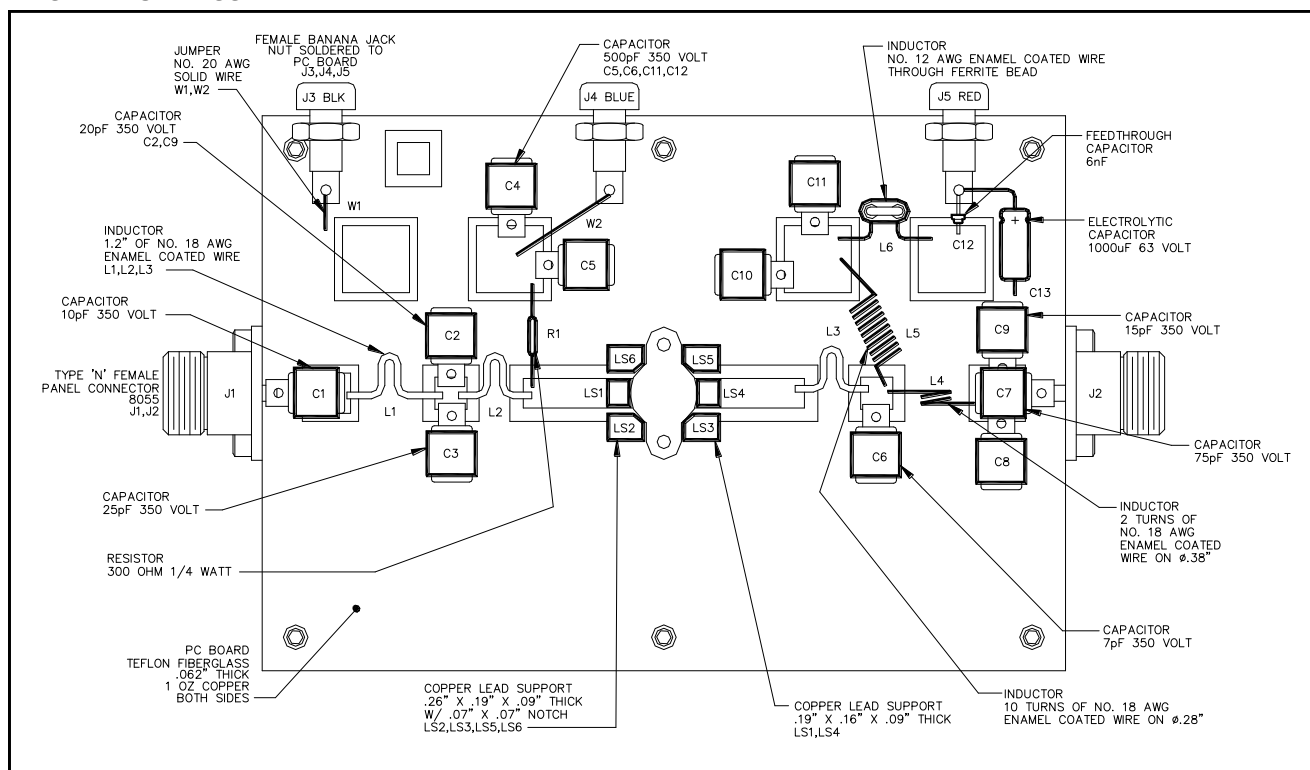 JUMPER
NO. 20 AWG
SOLID WIRE
W1,W2
FEMALE BANANA JACK
NUT SOLDERED TO
PC BOARD
J3,J4,J5
CAPACITOR
500pF 350 VOLT
C5,C6,C11,C12
INDUCTOR
NO. 12 AWG ENAMEL COATED WIRE
THROUGH FERRITE BEAD
J3 BLK
J4 BLUE
J5 RED
CAPACITOR
20pF 350 VOLT
C2,C9
FEEDTHROUGH
CAPACITOR
6nF
C4
C11
W1
W2
L6
C12
+
ELECTROLYTIC
CAPACITOR
1000uF 63 VOLT
INDUCTOR
1.2" OF NO. 18 AWG
ENAMEL COATED WIRE
L1,L2,L3
C5
C10
C13
CAPACITOR
10pF 350 VOLT
C2
R1
L3
L5
C9
CAPACITOR
15pF 350 VOLT
LS6
LS5
TYPE 'N' FEMALE
PANEL CONNECTOR
8055
J1,J2
J1
C1
L1
L2
LS1
LS4
L4
C7
J2
LS2
LS3
C3
C6
C8
CAPACITOR
75pF 350 VOLT
CAPACITOR
25pF 350 VOLT
INDUCTOR
2 TURNS OF
NO. 18 AWG
ENAMEL COATED
WIRE ON ø.38"
RESISTOR
300 OHM 1/4 WATT
CAPACITOR
7pF 350 VOLT
PC BOARD
TEFLON FIBERGLASS
.062" THICK
1 OZ COPPER
BOTH SIDES
COPPER LEAD SUPPORT
.26" X .19" X .09" THICK
W/ .07" X .07" NOTCH
LS2,LS3,LS5,LS6
COPPER LEAD SUPPORT
.19" X .16" X .09" THICK
LS1,LS4
INDUCTOR
10 TURNS OF NO. 18 AWG
ENAMEL COATED WIRE ON ø.28"